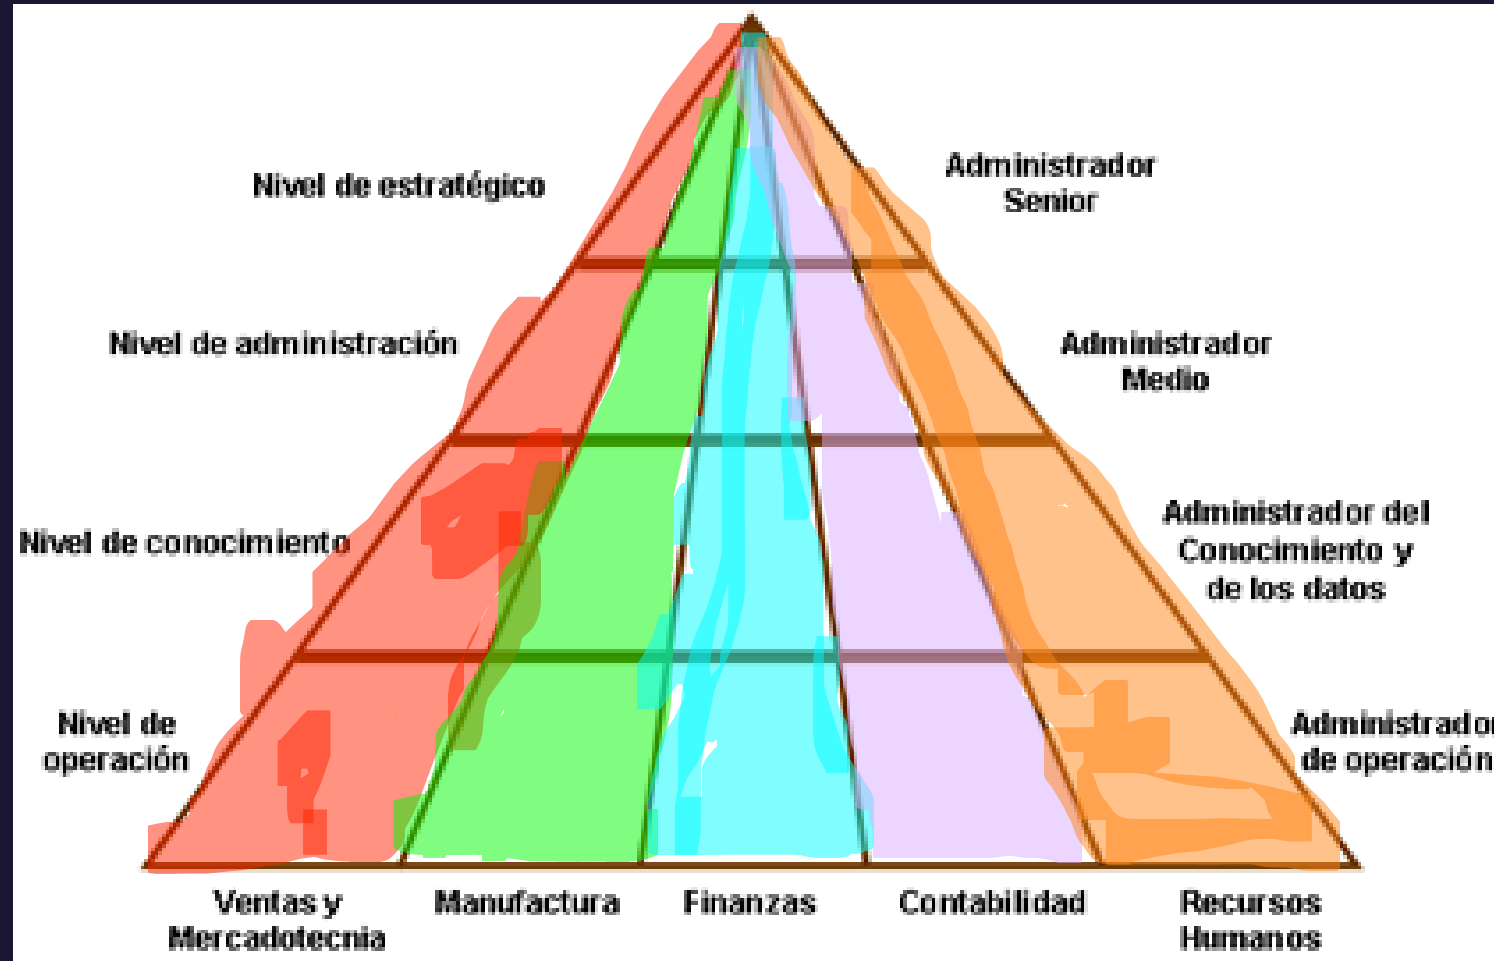 Nivel de estratégico
Administrador
Senior
Nivel de administración
Administrador
Medio
Nivel de conocimiento
Administrador del
Conocimiento y
de los datos
Nivel de
operación
Administrador
de operación
Ventas y
Mercadotecnia
Manufactura
Finanzas
Contabilidad
Recursos
Humanos